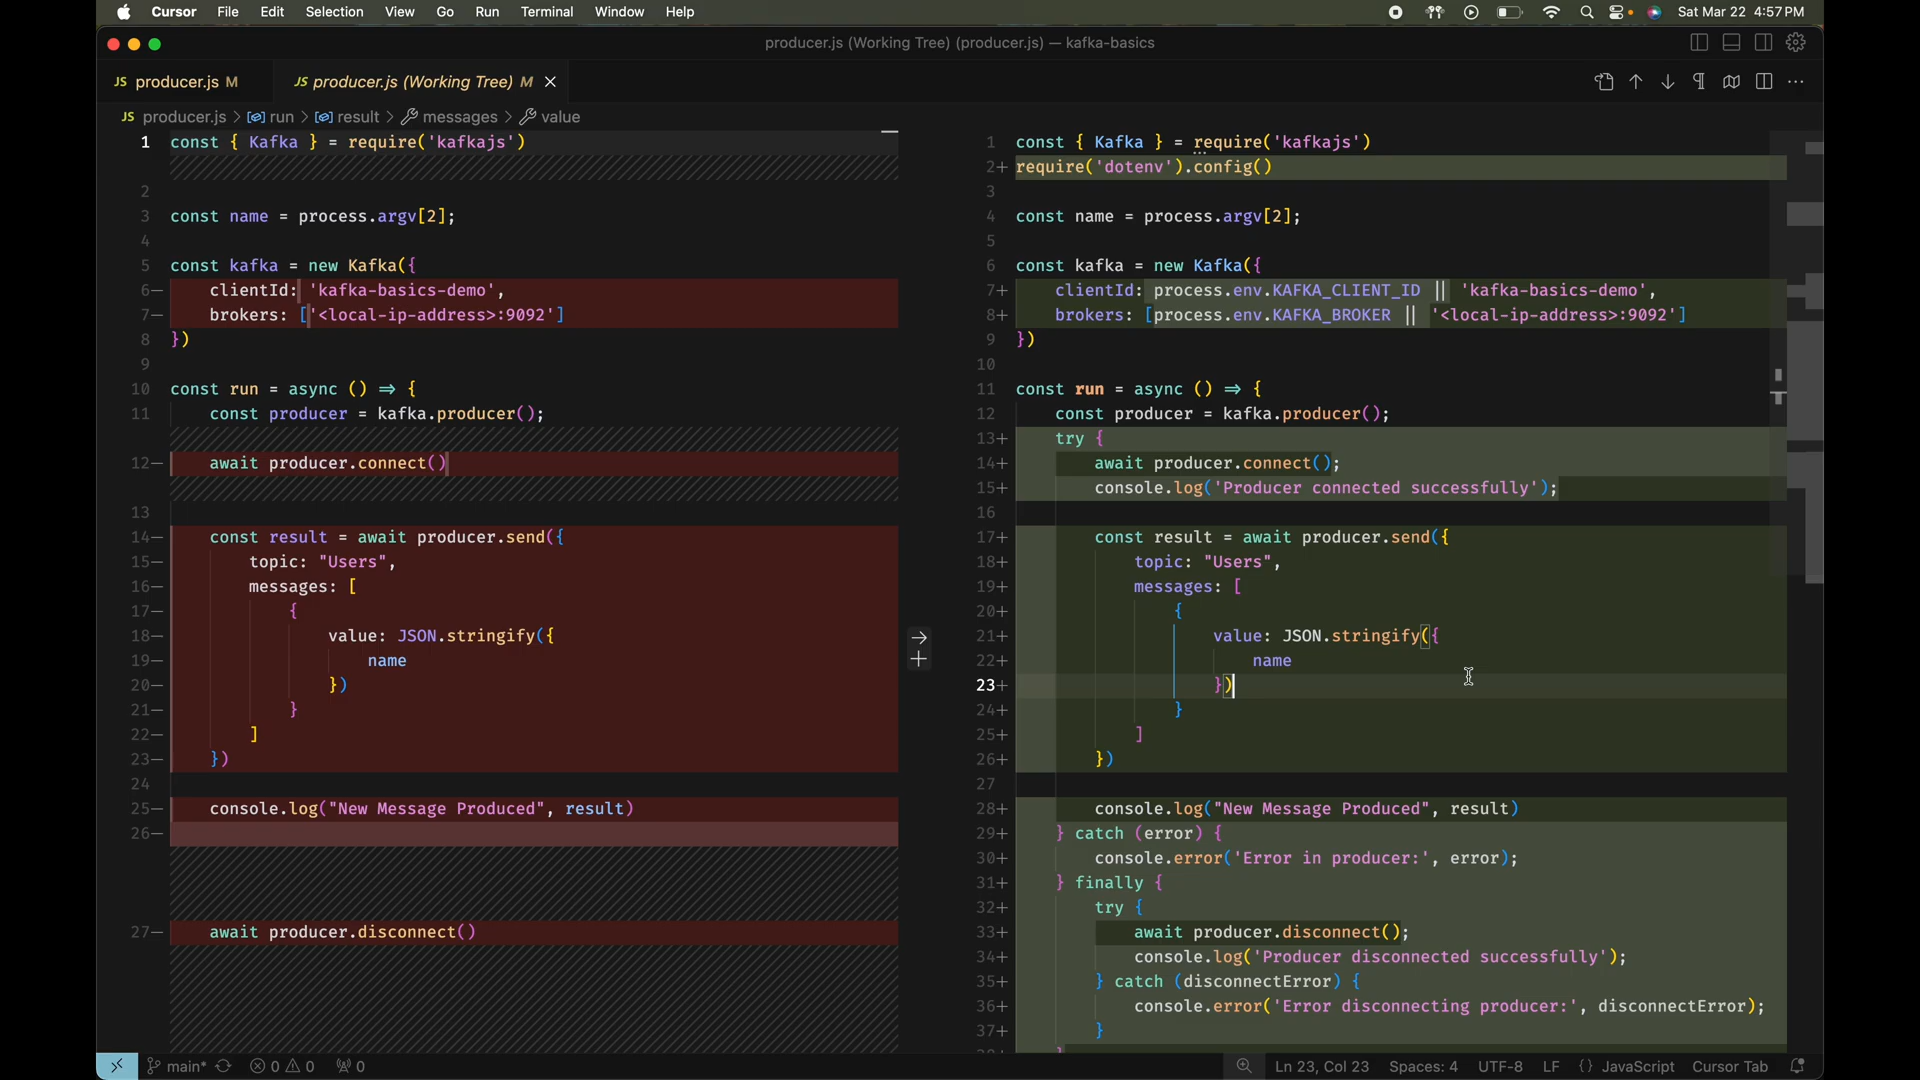 Cursor File Edit Selection View Go Run Terminal Window Help Sat Mar 22 4:57 PM
producer.js (Working Tree) (producer.js) — kafka-basics
JS producer.js M JS producer.js (Working Tree) M
JS producer.js > run > result > messages > value
1 const { Kafka } = require('kafkajs')
2
3 const name = process.argv[2];
4
5 const kafka = new Kafka({
6— clientId: 'kafka-basics-demo',
7— brokers: ['<local-ip-address>:9092']
8 })
9
10 const run = async () => {
11 const producer = kafka.producer();
12— await producer.connect()
13
14— const result = await producer.send({
15— topic: "Users",
16— messages: [
17— {
18— value: JSON.stringify({
19— name
20— })
21— }
22— ]
23— })
24
25— console.log("New Message Produced", result)
26—
27— await producer.disconnect()
1 const { Kafka } = require('kafkajs')
2+ require('dotenv').config()
3
4 const name = process.argv[2];
5
6 const kafka = new Kafka({
7+ clientId: process.env.KAFKA_CLIENT_ID || 'kafka-basics-demo',
8+ brokers: [process.env.KAFKA_BROKER || '<local-ip-address>:9092']
9 })
10
11 const run = async () => {
12 const producer = kafka.producer();
13+ try {
14+ await producer.connect();
15+ console.log('Producer connected successfully');
16
17+ const result = await producer.send({
18+ topic: "Users",
19+ messages: [
20+ {
21+ value: JSON.stringify({
22+ name
23+ })
24+ }
25+ ]
26+ })
27
28+ console.log("New Message Produced", result)
29+ } catch (error) {
30+ console.error('Error in producer:', error);
31+ } finally {
32+ try {
33+ await producer.disconnect();
34+ console.log('Producer disconnected successfully');
35+ } catch (disconnectError) {
36+ console.error('Error disconnecting producer:', disconnectError);
37+ }
main* 0 0 0 Ln 23, Col 23 Spaces: 4 UTF-8 LF {} JavaScript Cursor Tab